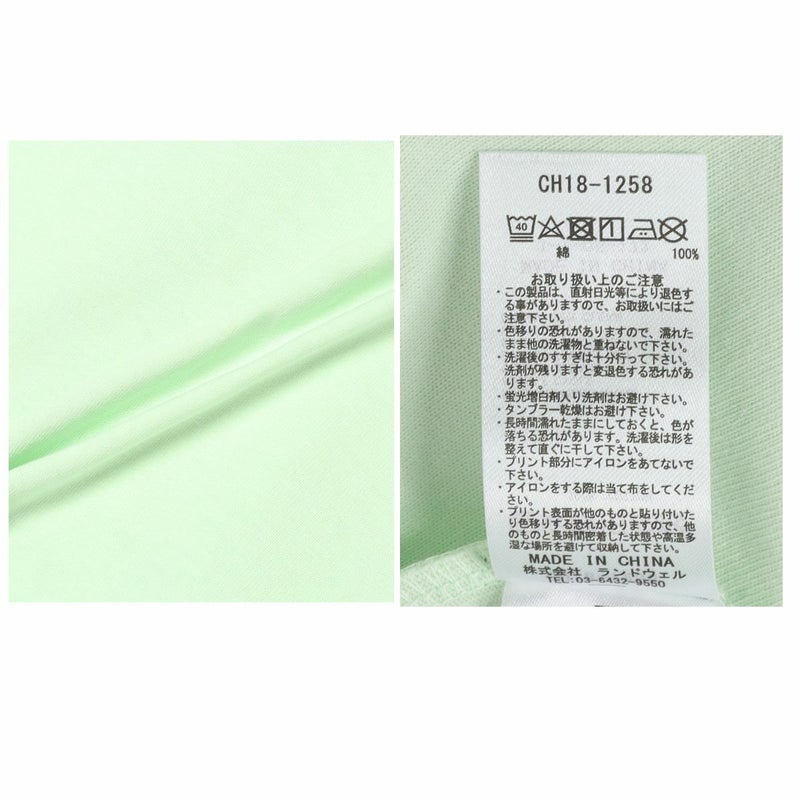 CH18-1258
40
綿 100%
お取り扱い上のご注意
・この製品は、直射日光等により退色す
る事がありますので、お取扱いにはご
注意下さい。
・色移りの恐れがありますので、濡れた
まま他の洗濯物と重ねないで下さい。
・洗濯後のすすぎは十分行って下さい。
洗剤が残りますと変退色する恐れがあ
ります。
・蛍光増白剤入り洗剤はお避け下さい。
・タンブラー乾燥はお避け下さい。
・長時間濡れたままにしておくと、色が
落ちる恐れがあります。洗濯後は形を
整えて直ぐに干して下さい。
・プリント部分にアイロンをあてないで
下さい。
・アイロンをする際は当て布をしてくだ
さい。
・プリント表面が他のものと貼り付いた
り色移りする恐れがありますので、他
のものと長時間密着した状態や高温多
湿な場所を避けて収納して下さい。
MADE IN CHINA
株式会社 ランドウェル
TEL:03-6432-9550